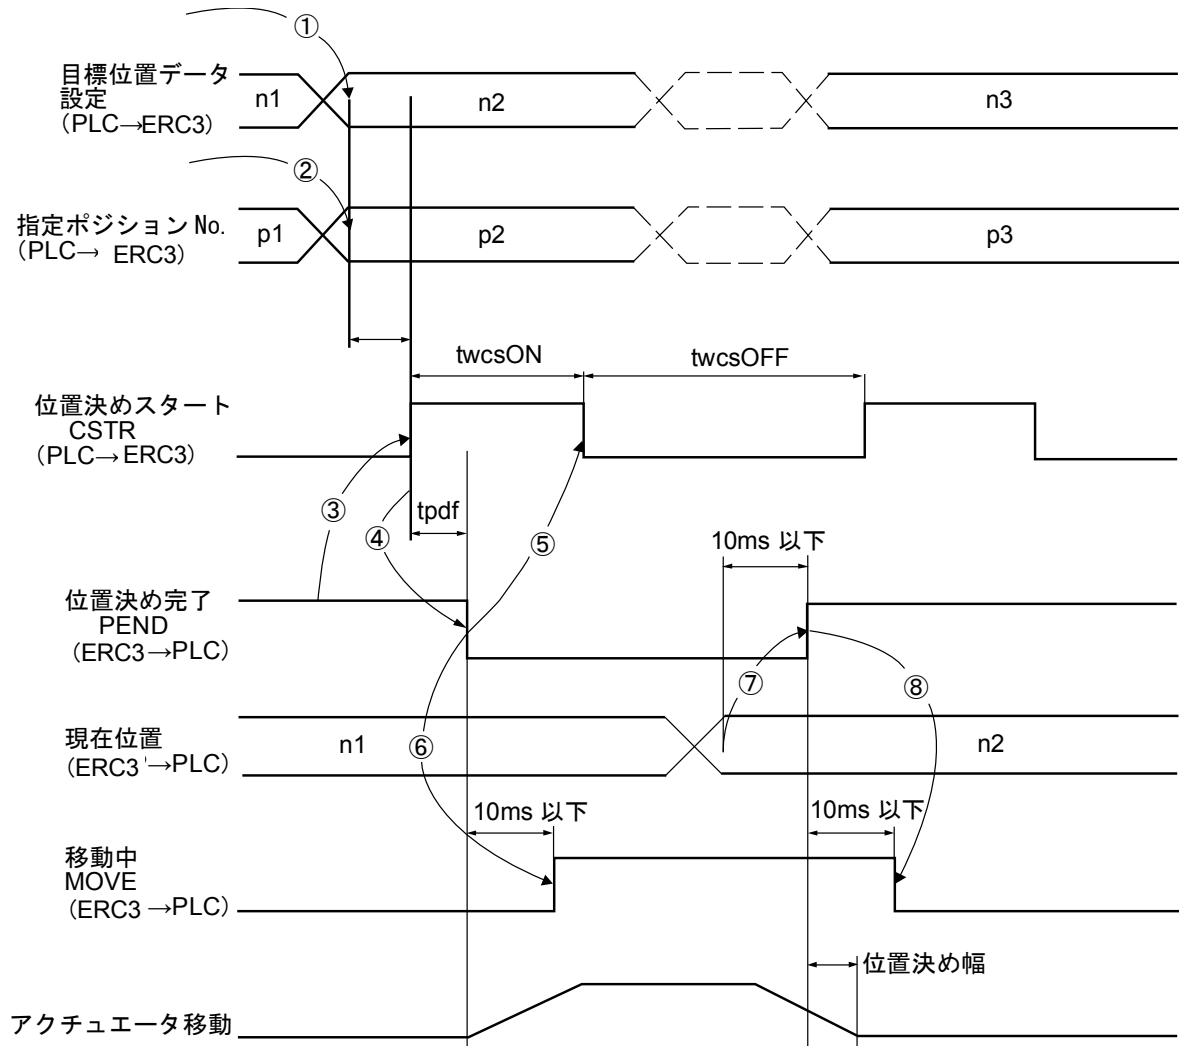 ①
目標位置データ
設定
(PLC→ERC3)
n1
n2
n3
②
指定ポジション No.
(PLC→ ERC3)
p1
p2
p3
twcsON
twcsOFF
位置決めスタート
CSTR
(PLC→ERC3)
③
④
tpdf
⑤
10ms 以下
位置決め完了
PEND
(ERC3→PLC)
⑦
⑧
現在位置
(ERC3→PLC)
n1
⑥
n2
10ms 以下
10ms 以下
移動中
MOVE
(ERC3→PLC)
位置決め幅
アクチュエータ移動